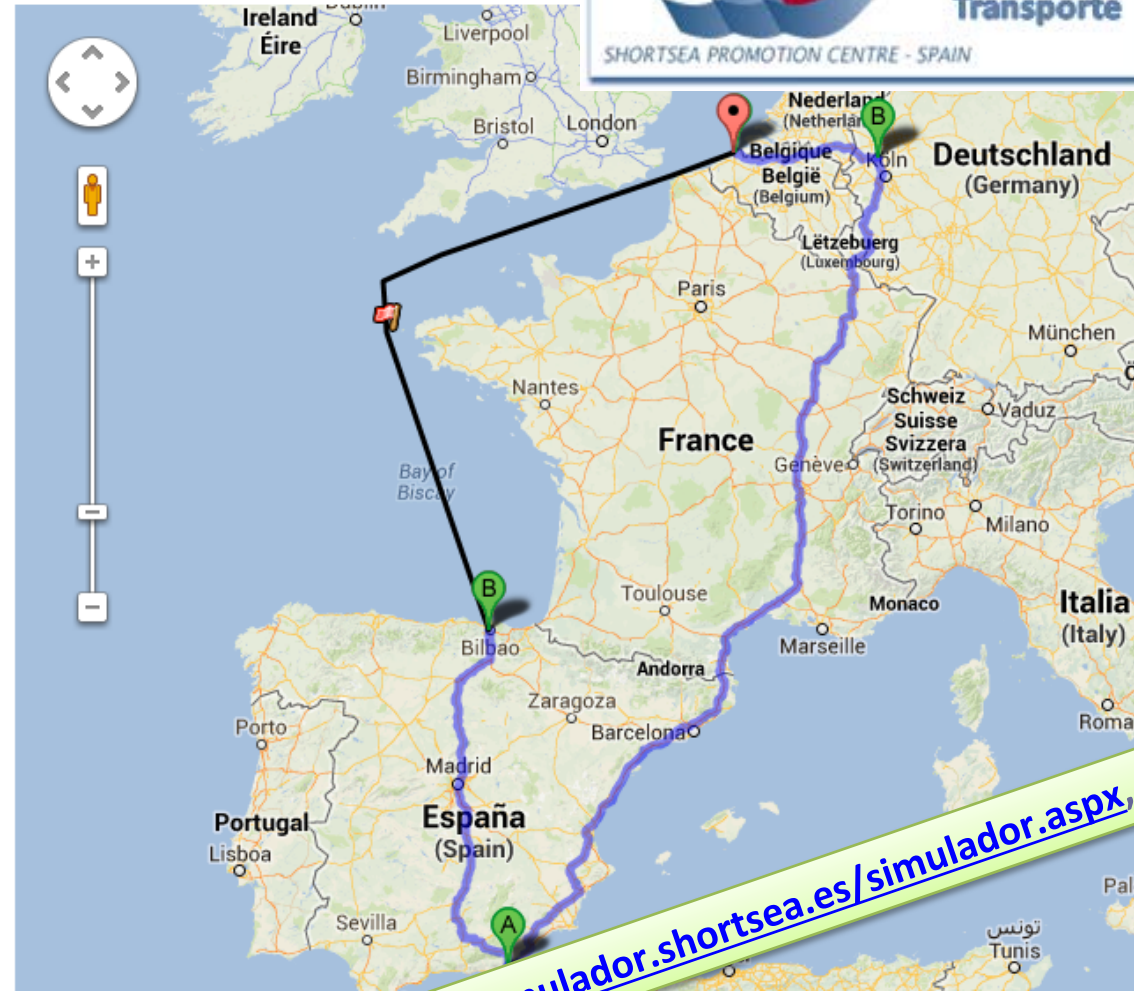 Transporte
SHORTSEA PROMOTION CENTRE - SPAIN
Ireland
Éire
Dublin
Liverpool
Birmingham
Bristol
London
Nederland
(Netherlan
B
Belgique
België
(Belgium)
Köln
Deutschland
(Germany)
Lëtzebuerg
(Luxembourg)
Paris
München
Nantes
Schweiz
Suisse
Svizzera
(Switzerland)
Vaduz
France
Genève
Bay of
Biscay
Torino
Milano
B
Toulouse
Monaco
Italia
(Italy)
Bilbao
Marseille
Andorra
Zaragoza
Barcelona
Roma
Porto
Madrid
España
(Spain)
Portugal
Lisboa
mulador.shortsea.es/simulador.aspx,
Sevilla
A
Pal
تونس
Tunis